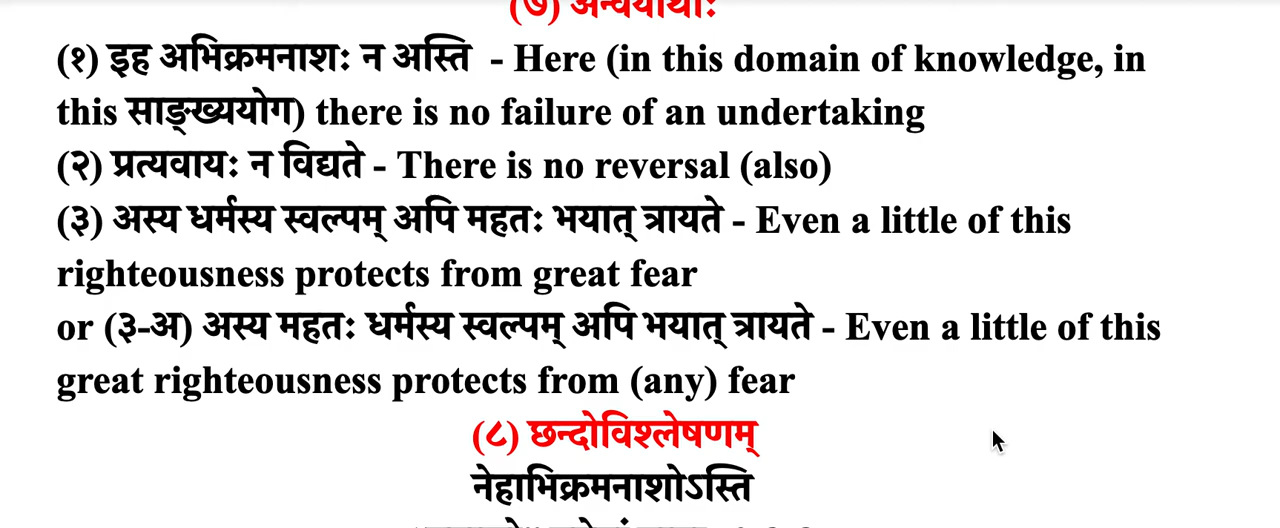 (७) अन्वयार्थाः
(१) इह अभिक्रमनाशः न अस्ति - Here (in this domain of knowledge, in
this साङ्ख्ययोग) there is no failure of an undertaking
(२) प्रत्यवायः न विद्यते - There is no reversal (also)
(३) अस्य धर्मस्य स्वल्पम् अपि महतः भयात् त्रायते - Even a little of this
righteousness protects from great fear
or (३-अ) अस्य महतः धर्मस्य स्वल्पम् अपि भयात् त्रायते - Even a little of this
great righteousness protects from (any) fear
(८) छन्दोविश्लेषणम्
नेहाभिक्रमनाशोऽस्ति